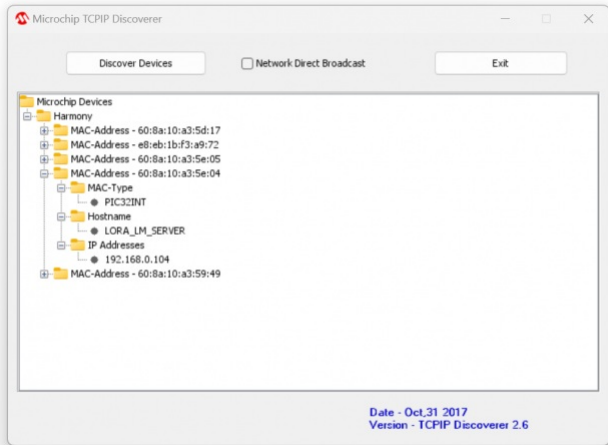 Microchip TCPIP Discoverer
Discover Devices
Network Direct Broadcast
Exit
Microchip Devices
Harmony
MAC-Address - 60:8a:10:a3:5d:17
MAC-Address - e8:eb:1b:f3:a9:72
MAC-Address - 60:8a:10:a3:5e:05
MAC-Address - 60:8a:10:a3:5e:04
MAC-Type
PIC32INT
Hostname
LORA_LM_SERVER
IP Addresses
192.168.0.104
MAC-Address - 60:8a:10:a3:59:49
Date - Oct,31 2017
Version - TCPIP Discoverer 2.6